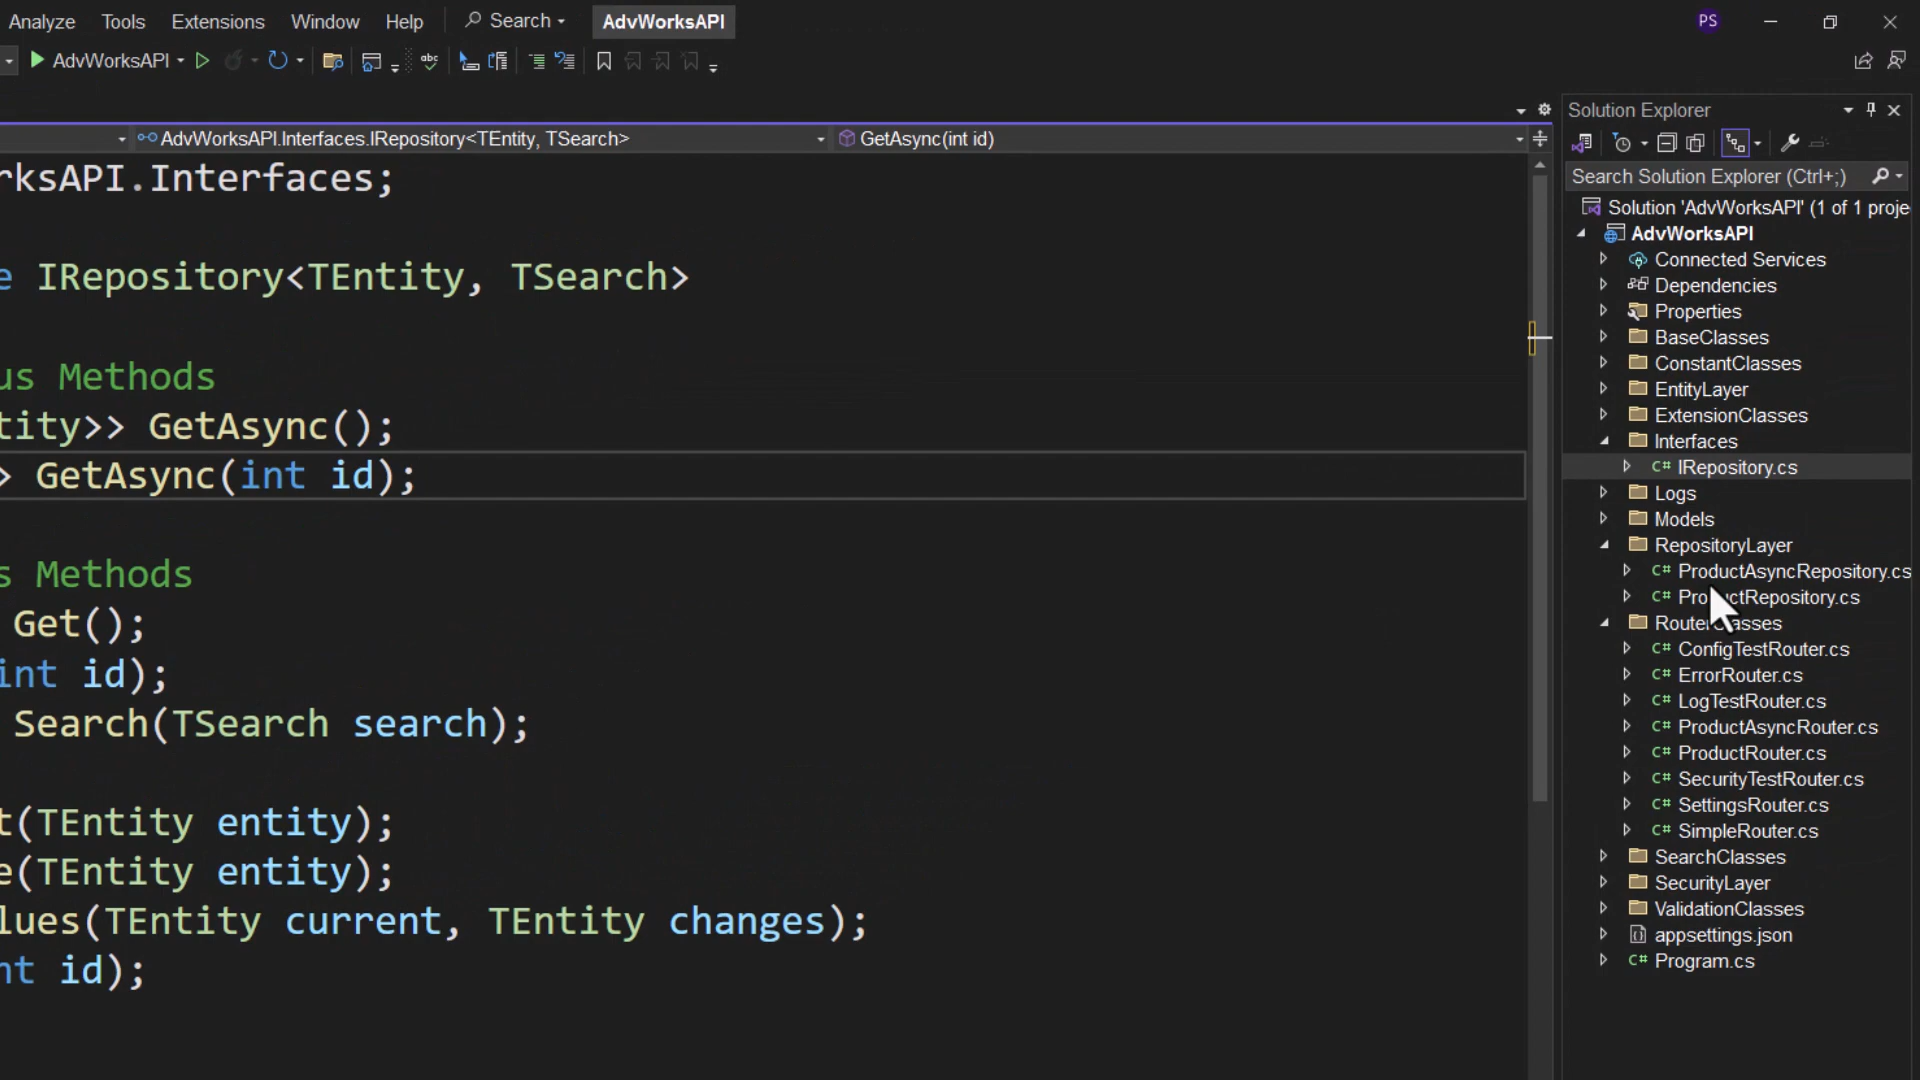 Analyze Tools Extensions Window Help Search AdvWorksAPI PS
AdvWorksAPI
AdvWorksAPI.Interfaces.IRepository<TEntity, TSearch> GetAsync(int id)
rksAPI.Interfaces;
e IRepository<TEntity, TSearch>
us Methods
tity>> GetAsync();
> GetAsync(int id);
s Methods
Get();
int id);
Search(TSearch search);
t(TEntity entity);
e(TEntity entity);
lues(TEntity current, TEntity changes);
nt id);
Solution Explorer
Search Solution Explorer (Ctrl+;)
Solution 'AdvWorksAPI' (1 of 1 proje
AdvWorksAPI
Connected Services
Dependencies
Properties
BaseClasses
ConstantClasses
EntityLayer
ExtensionClasses
Interfaces
C# IRepository.cs
Logs
Models
RepositoryLayer
C# ProductAsyncRepository.cs
C# ProductRepository.cs
RouterClasses
C# ConfigTestRouter.cs
C# ErrorRouter.cs
C# LogTestRouter.cs
C# ProductAsyncRouter.cs
C# ProductRouter.cs
C# SecurityTestRouter.cs
C# SettingsRouter.cs
C# SimpleRouter.cs
SearchClasses
SecurityLayer
ValidationClasses
appsettings.json
C# Program.cs